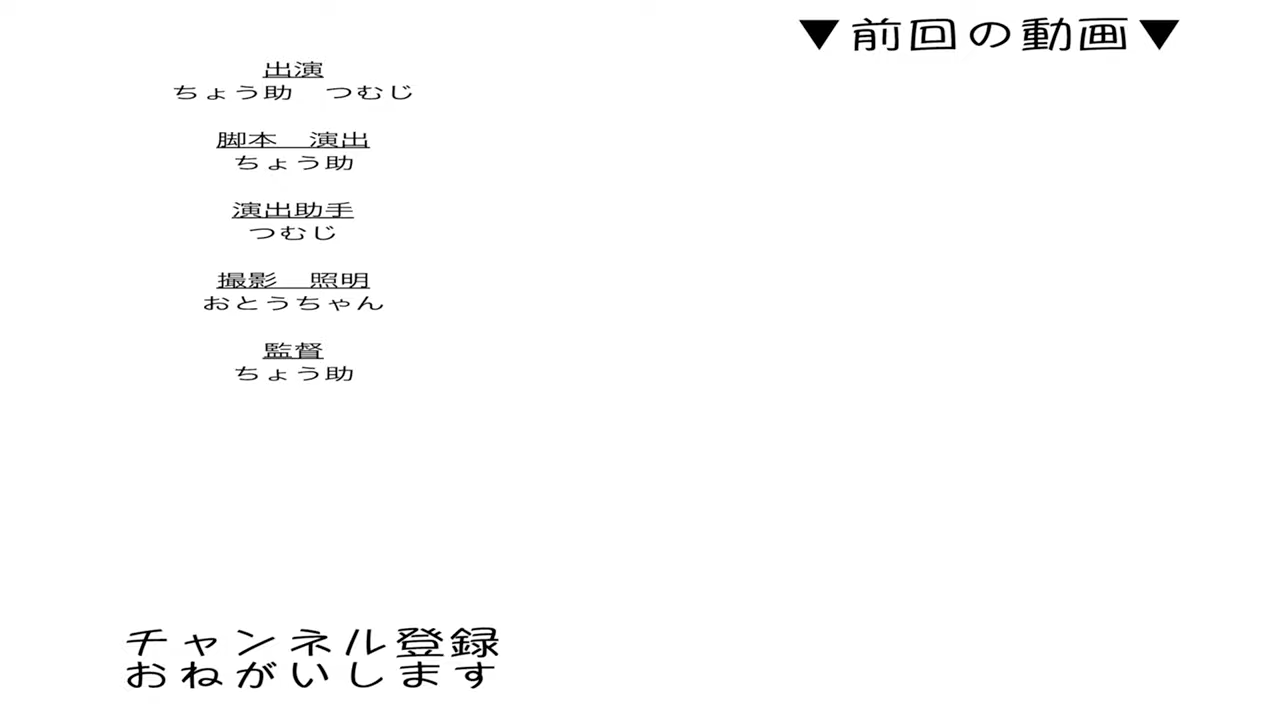 ▼前回の動画▼
出演
ちょう助　つむじ
脚本　演出
ちょう助
演出助手
つむじ
撮影　照明
おとうちゃん
監督
ちょう助
チャンネル登録
おねがいします